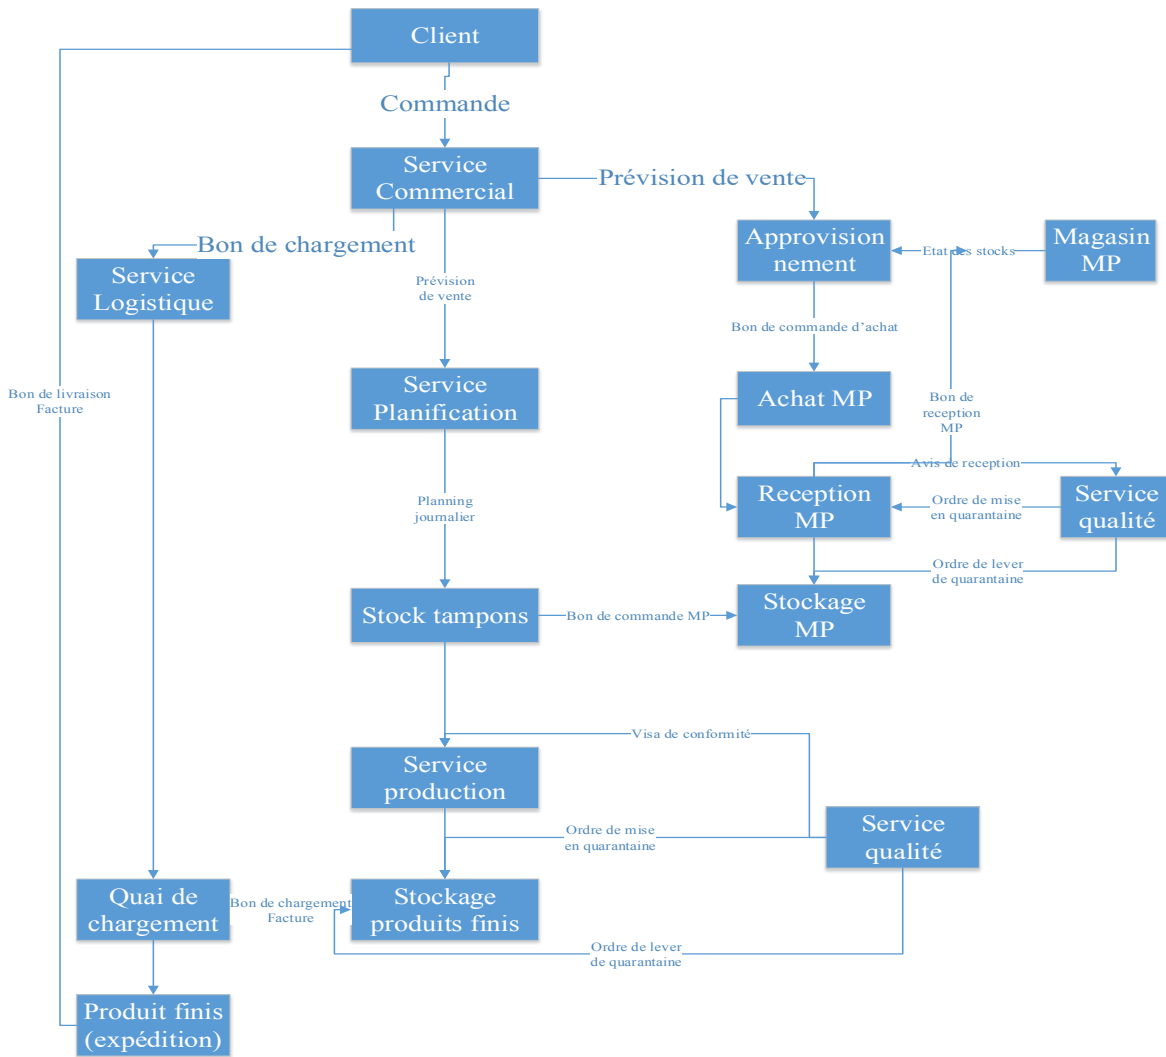 Client
Commande
Service
Commercial
Prévision de vente
Bon de chargement
Approvision
nement
Etat des stocks
Magasin
MP
Service
Logistique
Prévision
de vente
Bon de commande d'achat
Bon de livraison
Facture
Service
Planification
Achat MP
Bon de
reception
MP
Avis de reception
Planning
journalier
Reception
MP
Ordre de mise
en quarantaine
Service
qualité
Ordre de lever
de quarantaine
Stock tampons
Bon de commande MP
Stockage
MP
Visa de conformité
Service
production
Ordre de mise
en quarantaine
Service
qualité
Quai de
chargement
Bon de chargement
Facture
Stockage
produits finis
Ordre de lever
de quarantaine
Produit finis
(expédition)